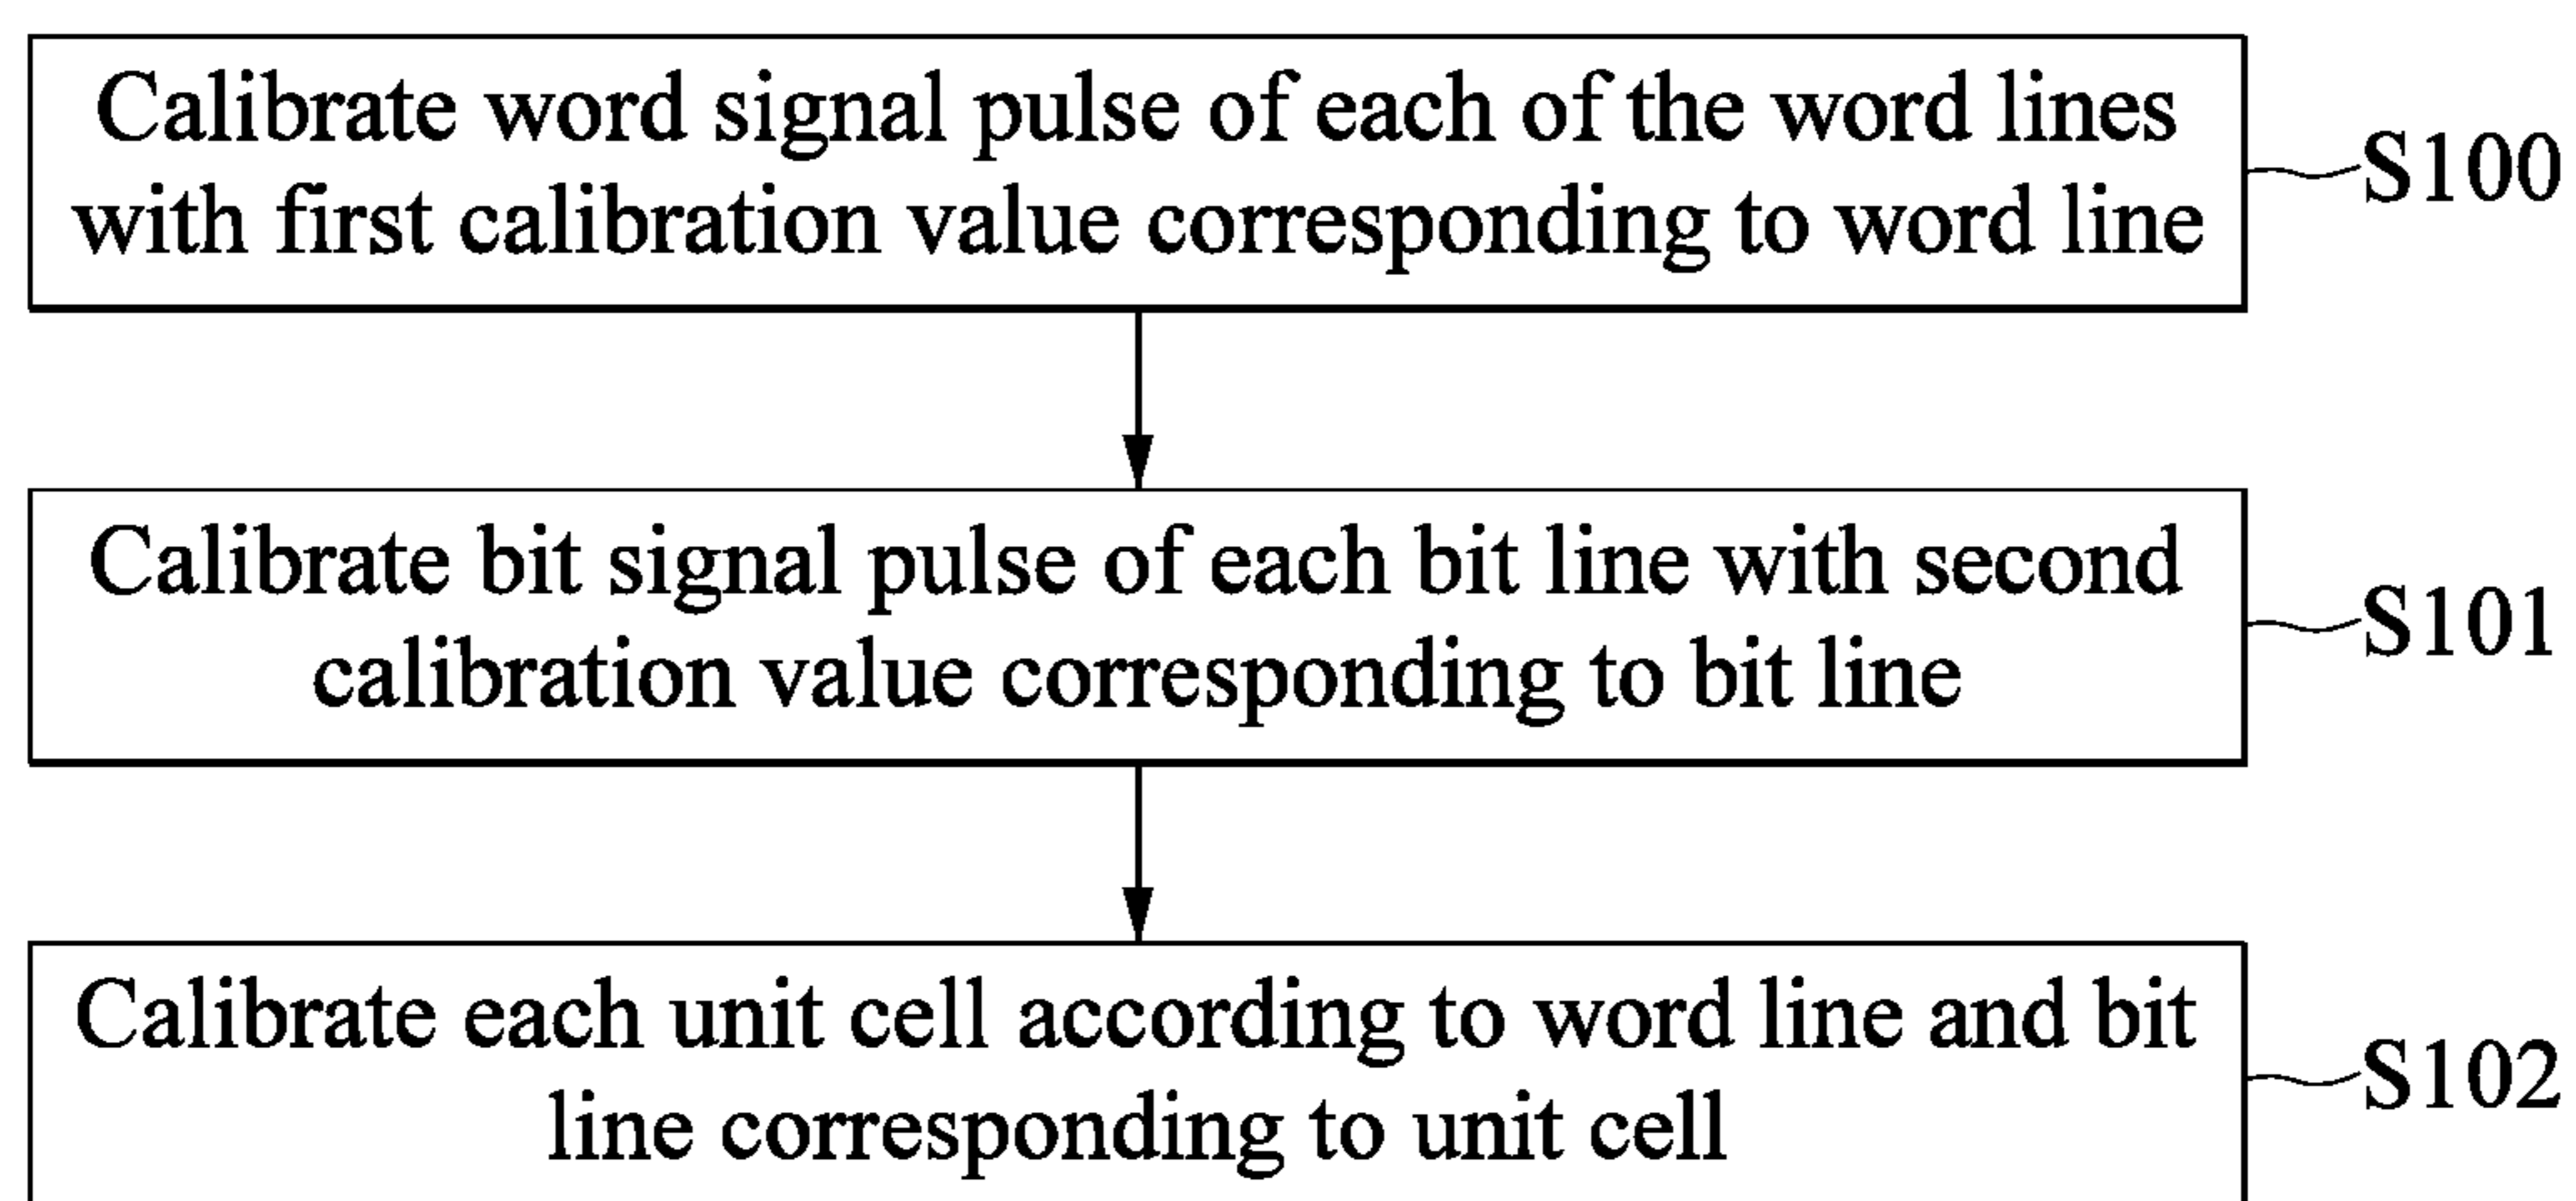 Calibrate word signal pulse of each of the word lines
with first calibration value corresponding to word line
S100
Calibrate bit signal pulse of each bit line with second
calibration value corresponding to bit line
S101
Calibrate each unit cell according to word line and bit
line corresponding to unit cell
S102